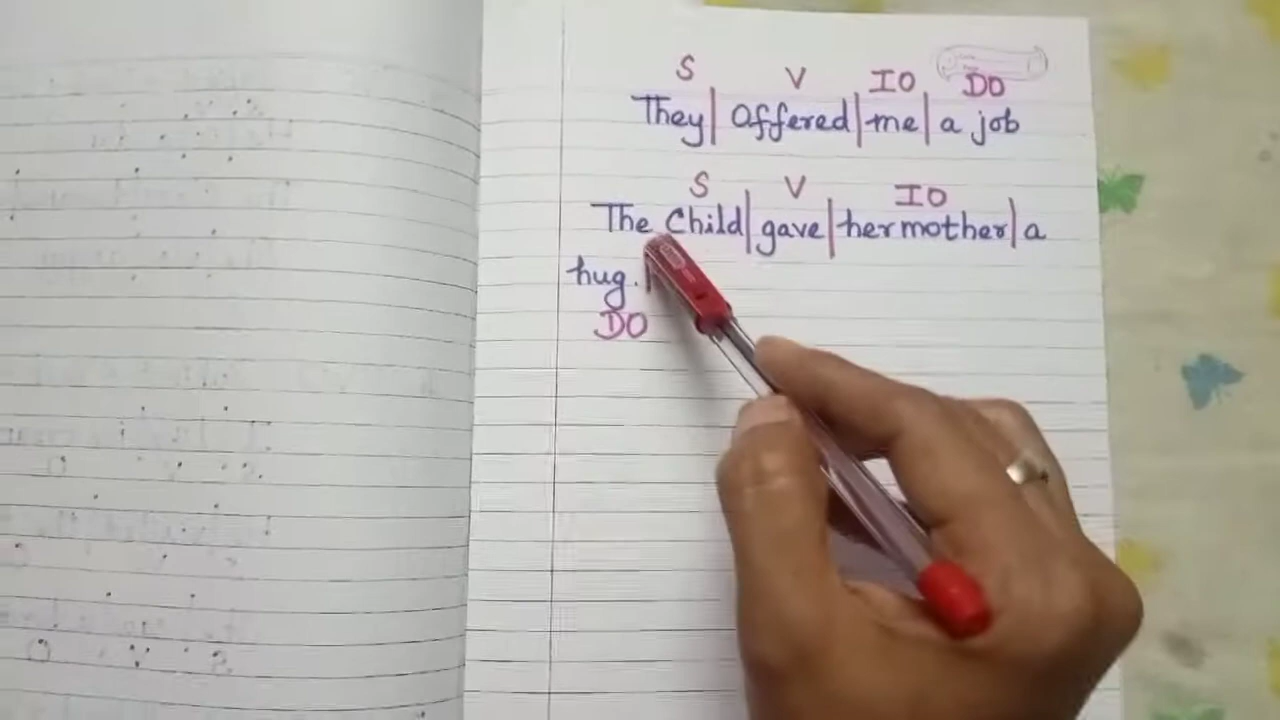 S V IO DO
They| Offered| me| a job
S V IO
The Child| gave| her mother| a
hug.|
DO